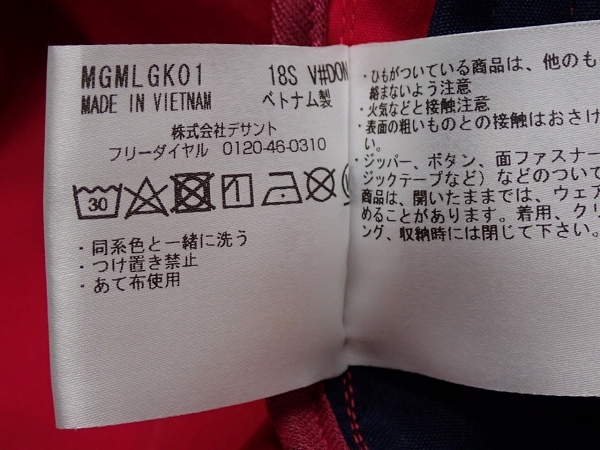 MGMLGK01 18S V#DON
MADE IN VIETNAM ベトナム製
株式会社デサント
フリーダイヤル 0120-46-0310
30
・同系色と一緒に洗う
・つけ置き禁止
・あて布使用
・ひもがついている商品は、他のも
絡まないよう注意
・火気などと接触注意
・表面の粗いものとの接触はおさけ
い。
・ジッパー、ボタン、面ファスナー
ジックテープなど）などのついて
商品は、開いたままでは、ウェア
めることがあります。着用、クリ
ング、収納時には閉じて下さい。